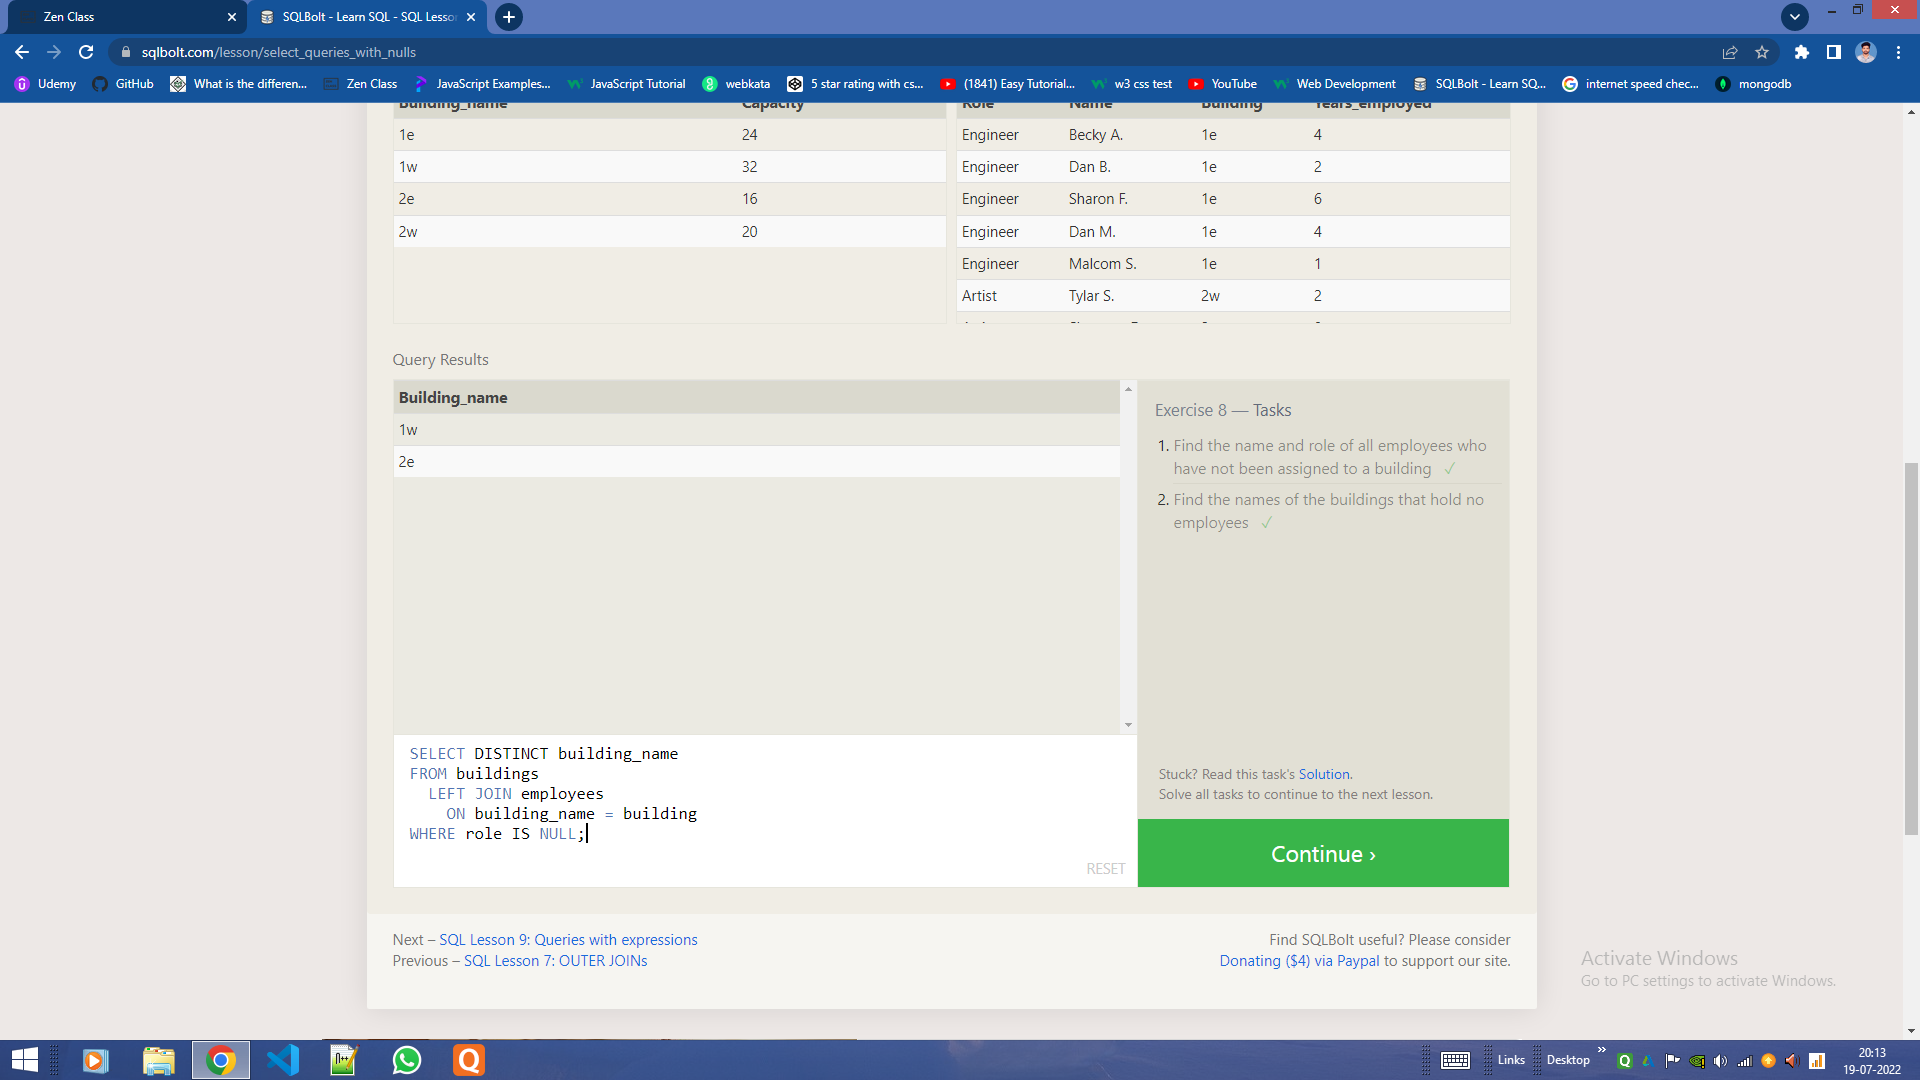 Zen Class
SQLBolt - Learn SQL - SQL Lesson
sqlbolt.com/lesson/select_queries_with_nulls
Udemy GitHub What is the differen... Zen Class JavaScript Examples... JavaScript Tutorial webkata 5 star rating with cs... (1841) Easy Tutorial... w3 css test YouTube Web Development SQLBolt - Learn SQ... internet speed chec... mongodb
Building_name Capacity
1e 24
1w 32
2e 16
2w 20
Role Name Building Years_employed
Engineer Becky A. 1e 4
Engineer Dan B. 1e 2
Engineer Sharon F. 1e 6
Engineer Dan M. 1e 4
Engineer Malcom S. 1e 1
Artist Tylar S. 2w 2
Query Results
Building_name
1w
2e
Exercise 8 — Tasks
1. Find the name and role of all employees who
have not been assigned to a building ✓
2. Find the names of the buildings that hold no
employees ✓
Stuck? Read this task's Solution.
Solve all tasks to continue to the next lesson.
Continue ›
SELECT DISTINCT building_name
FROM buildings
LEFT JOIN employees
ON building_name = building
WHERE role IS NULL;
RESET
Next – SQL Lesson 9: Queries with expressions
Previous – SQL Lesson 7: OUTER JOINs
Find SQLBolt useful? Please consider
Donating ($4) via Paypal to support our site.
Activate Windows
Go to PC settings to activate Windows.
Links Desktop
20:13
19-07-2022